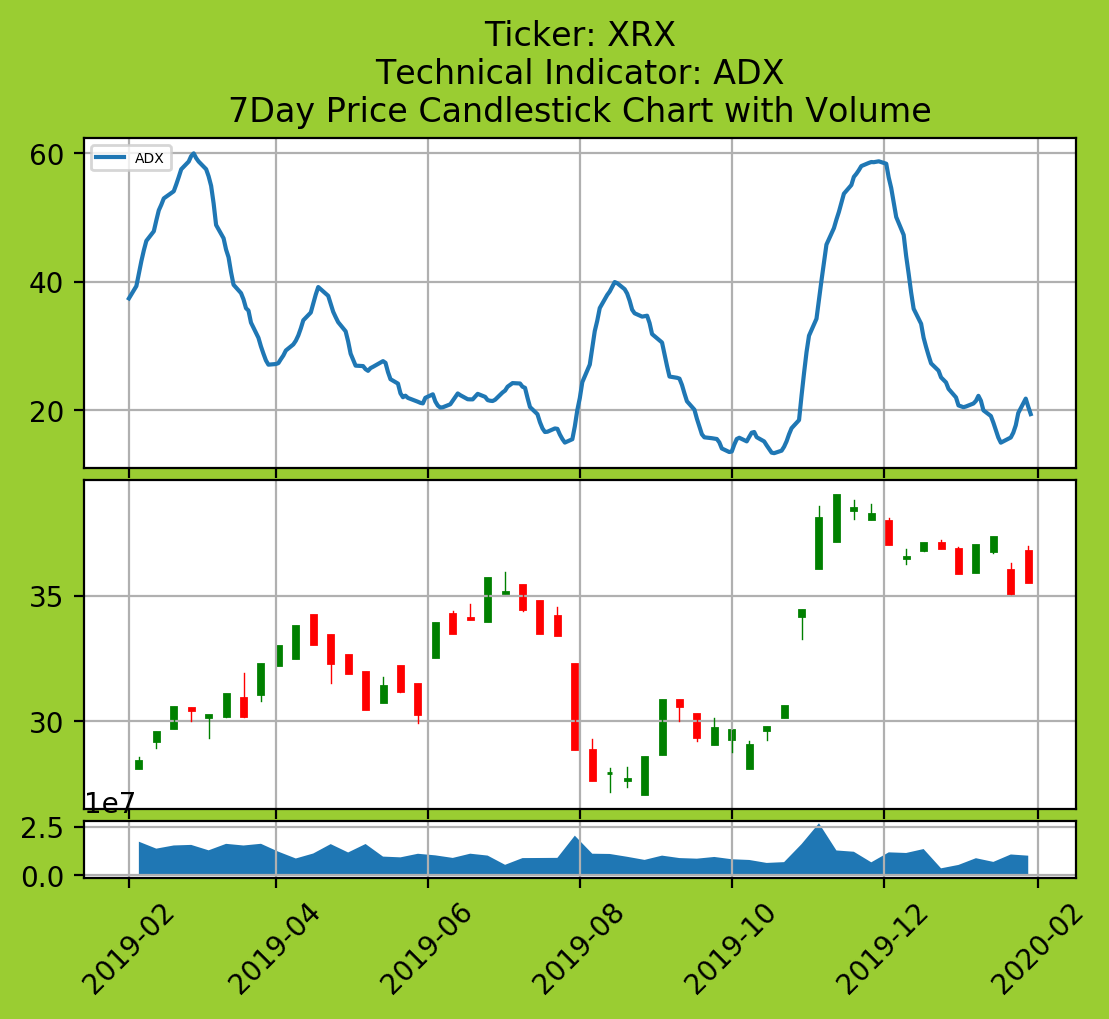 Ticker: XRX
Technical Indicator: ADX
7Day Price Candlestick Chart with Volume
ADX
60
40
20
35
30
1e7
2.5
0.0
2019-02
2019-04
2019-06
2019-08
2019-10
2019-12
2020-02